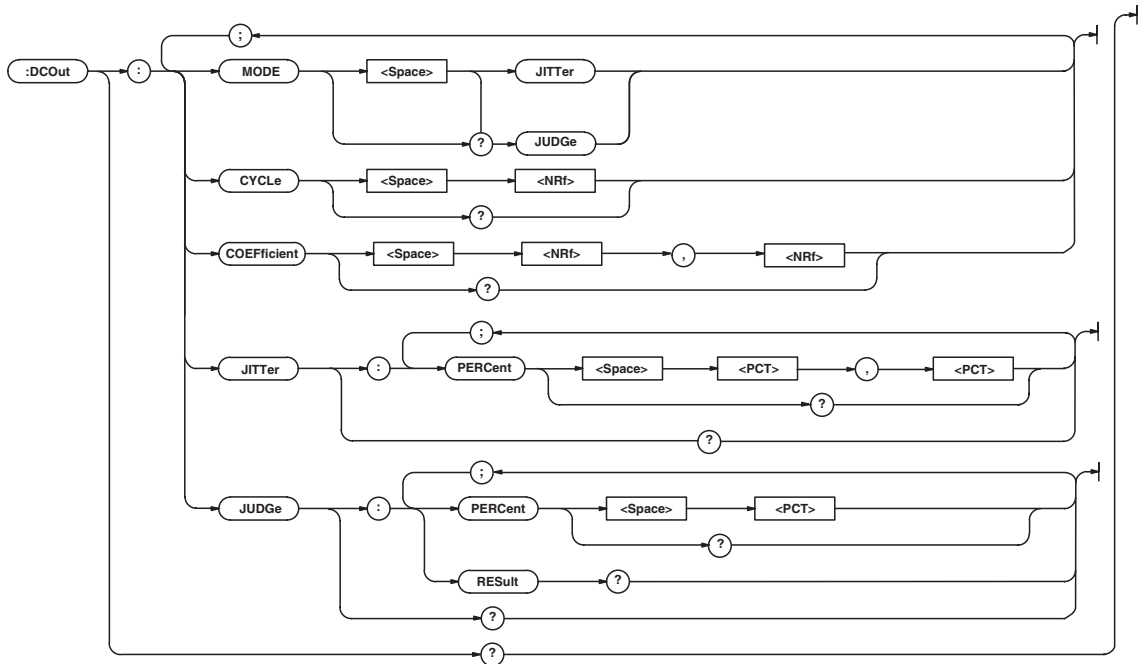 ;
:DCOut : MODE <Space> JITTer
? JUDGe
CYCLe <Space> <NRf>
?
COEFficient <Space> <NRf> , <NRf>
?
;
JITTer : PERCent <Space> <PCT> , <PCT>
?
?
;
JUDGe : PERCent <Space> <PCT>
?
RESult ?
?
?